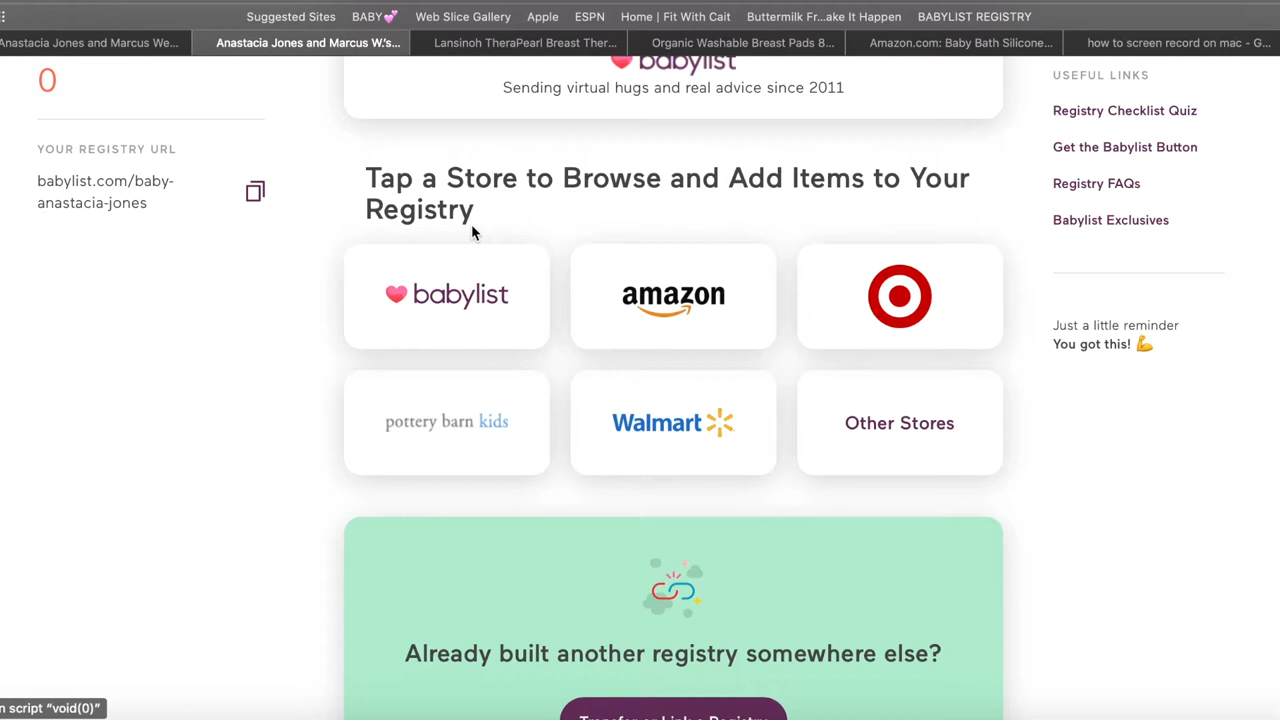 Suggested Sites BABY💕 Web Slice Gallery Apple ESPN Home | Fit With Cait Buttermilk Fr...ake It Happen BABYLIST REGISTRY
Anastacia Jones and Marcus We... Anastacia Jones and Marcus W.'s... Lansinoh TheraPearl Breast Ther... Organic Washable Breast Pads 8... Amazon.com: Baby Bath Silicone... how to screen record on mac - G...
0
YOUR REGISTRY URL
babylist.com/baby-
anastacia-jones
babylist
Sending virtual hugs and real advice since 2011
Tap a Store to Browse and Add Items to Your
Registry
babylist
amazon
pottery barn kids
Walmart
Other Stores
Already built another registry somewhere else?
Transfer or Link a Registry
USEFUL LINKS
Registry Checklist Quiz
Get the Babylist Button
Registry FAQs
Babylist Exclusives
Just a little reminder
You got this! 💪
n script "void(0)"